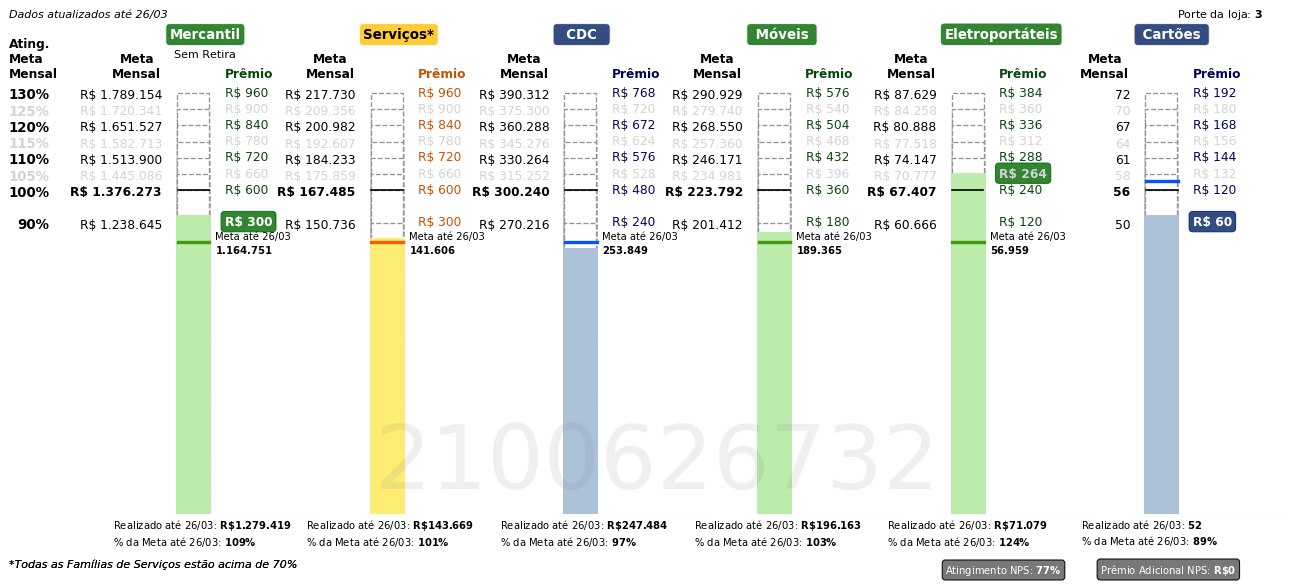 Dados atualizados até 26/03 Porte da loja: 3
Mercantil Serviços* CDC Móveis Eletroportáteis Cartões
Sem Retira
Ating. Meta Mensal Meta Mensal Prêmio Meta Mensal Prêmio Meta Mensal Prêmio Meta Mensal Prêmio Meta Mensal Prêmio Meta Mensal Prêmio
130% R$ 1.789.154 R$ 960 R$ 217.730 R$ 960 R$ 390.312 R$ 768 R$ 290.929 R$ 576 R$ 87.629 R$ 384 72 R$ 192
125% R$ 1.720.341 R$ 900 R$ 209.356 R$ 900 R$ 375.300 R$ 720 R$ 279.740 R$ 540 R$ 84.258 R$ 360 70 R$ 180
120% R$ 1.651.527 R$ 840 R$ 200.982 R$ 840 R$ 360.288 R$ 672 R$ 268.550 R$ 504 R$ 80.888 R$ 336 67 R$ 168
115% R$ 1.582.713 R$ 780 R$ 192.607 R$ 780 R$ 345.276 R$ 624 R$ 257.360 R$ 468 R$ 77.518 R$ 312 64 R$ 156
110% R$ 1.513.900 R$ 720 R$ 184.233 R$ 720 R$ 330.264 R$ 576 R$ 246.171 R$ 432 R$ 74.147 R$ 288 61 R$ 144
105% R$ 1.445.086 R$ 660 R$ 175.859 R$ 660 R$ 315.252 R$ 528 R$ 234.981 R$ 396 R$ 70.777 R$ 264 58 R$ 132
100% R$ 1.376.273 R$ 600 R$ 167.485 R$ 600 R$ 300.240 R$ 480 R$ 223.792 R$ 360 R$ 67.407 R$ 240 56 R$ 120
90% R$ 1.238.645 R$ 300 R$ 150.736 R$ 300 R$ 270.216 R$ 240 R$ 201.412 R$ 180 R$ 60.666 R$ 120 50 R$ 60
Meta até 26/03 Meta até 26/03 Meta até 26/03 Meta até 26/03 Meta até 26/03
1.164.751 141.606 253.849 189.365 56.959
2100626732
Realizado até 26/03: R$1.279.419 Realizado até 26/03: R$143.669 Realizado até 26/03: R$247.484 Realizado até 26/03: R$196.163 Realizado até 26/03: R$71.079 Realizado até 26/03: 52
% da Meta até 26/03: 109% % da Meta até 26/03: 101% % da Meta até 26/03: 97% % da Meta até 26/03: 103% % da Meta até 26/03: 124% % da Meta até 26/03: 89%
*Todas as Famílias de Serviços estão acima de 70% Atingimento NPS: 77% Prêmio Adicional NPS: R$0